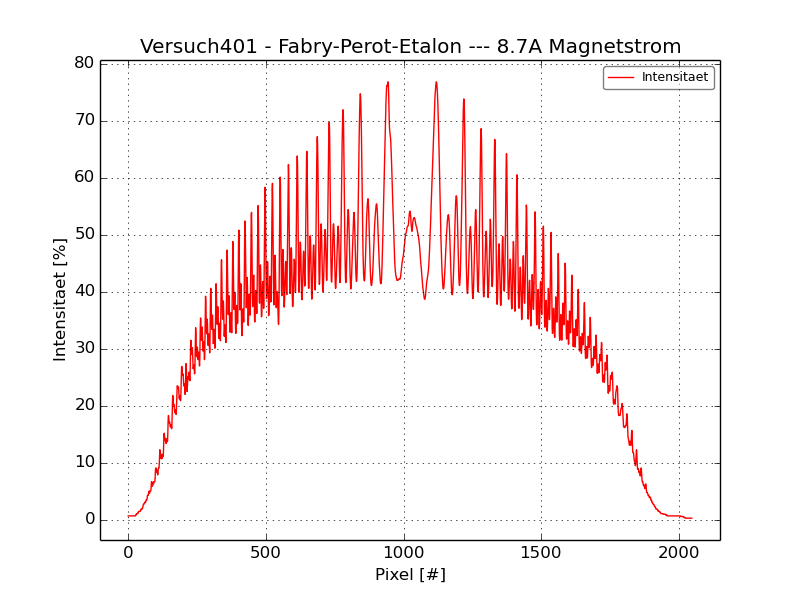 Versuch401 - Fabry-Perot-Etalon --- 8.7A Magnetstrom
Intensitaet
80
70
60
50
40
30
20
10
0
Intensitaet [%]
0 500 1000 1500 2000
Pixel [#]